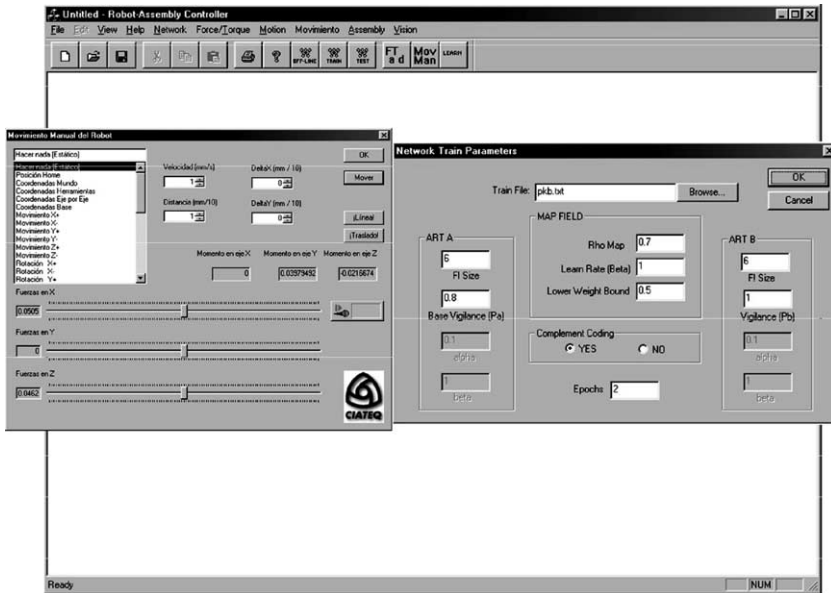 Untitled - Robot-Assembly Controller
File Edit View Help Network Force/Torque Motion Movimiento Assembly Vision
OFF-LINE TRAIN TEST FT a d Mov Man LEARN
Movimiento Manual del Robot
Hacer nada (Estático)
Hacer nada (Estático)
Posición Home
Coordenadas Mundo
Coordenadas Herramientas
Coordenadas Eje por Eje
Coordenadas Base
Movimiento X+
Movimiento X-
Movimiento Y+
Movimiento Y-
Movimiento Z+
Movimiento Z-
Rotación X+
Rotación X-
Rotación Y+
Velocidad (mm/s)
1
DeltaX (mm / 10)
0
Distancia (mm/10)
1
DeltaY (mm / 10)
0
OK
Mover
¡Línea!
¡Traslado!
Momento en eje X Momento en eje Y Momento en eje Z
0 0.03979492 -0.0216674
Fuerzas en X
0.0505
Fuerzas en Y
0
Fuerzas en Z
0.0462
CIATEQ
Network Train Parameters
Train File: pkb.txt Browse...
OK
Cancel
ART A
6
FI Size
0.8
Base Vigilance (Pa)
0.1
alpha
1
beta
MAP FIELD
Rho Map 0.7
Learn Rate (Beta) 1
Lower Weight Bound 0.5
Complement Coding
YES NO
Epochs 2
ART B
6
FI Size
1
Vigilance (Pb)
0.1
alpha
1
beta
Ready NUM